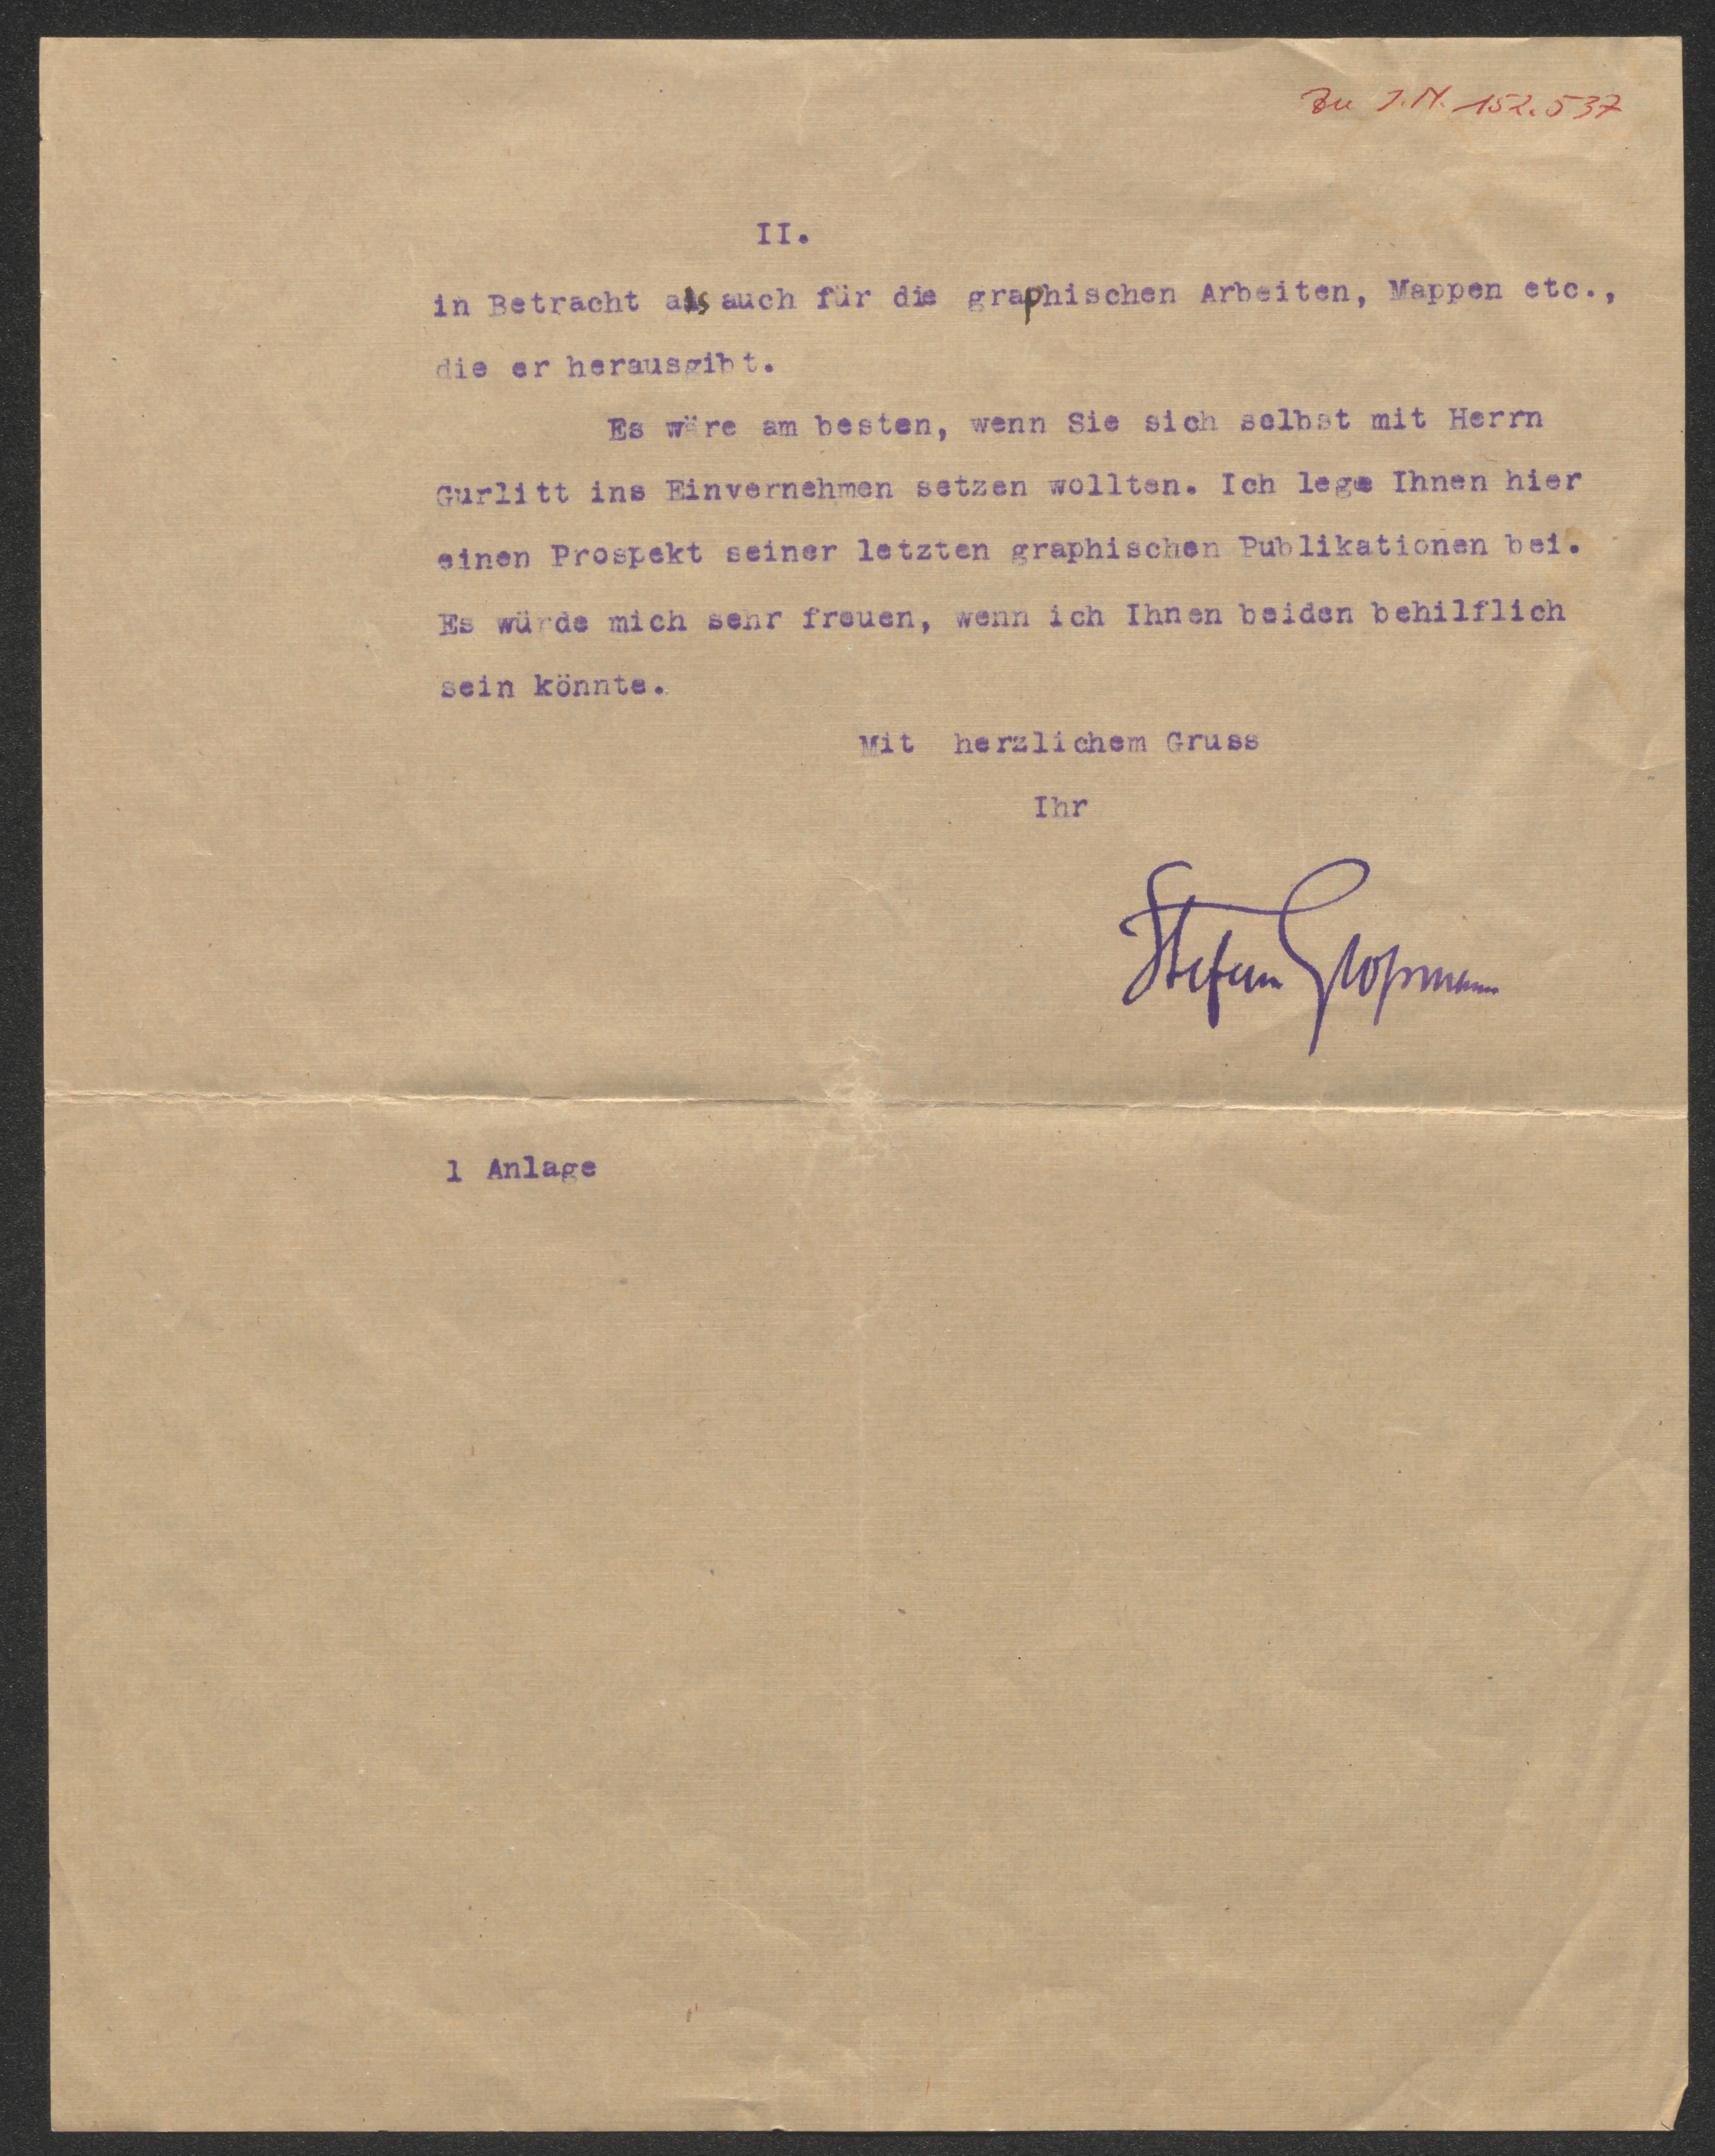 Zu I.N. 152.537
II.
in Betracht als auch für die graphischen Arbeiten, Mappen etc.,
die er herausgibt.
Es wäre am besten, wenn Sie sich selbst mit Herrn
Gurlitt ins Einvernehmen setzen wollten. Ich lege Ihnen hier
einen Prospekt seiner letzten graphischen Publikationen bei.
Es würde mich sehr freuen, wenn ich Ihnen beiden behilflich
sein könnte.
Mit herzlichem Gruss
Ihr
Stefan Großmann
1 Anlage